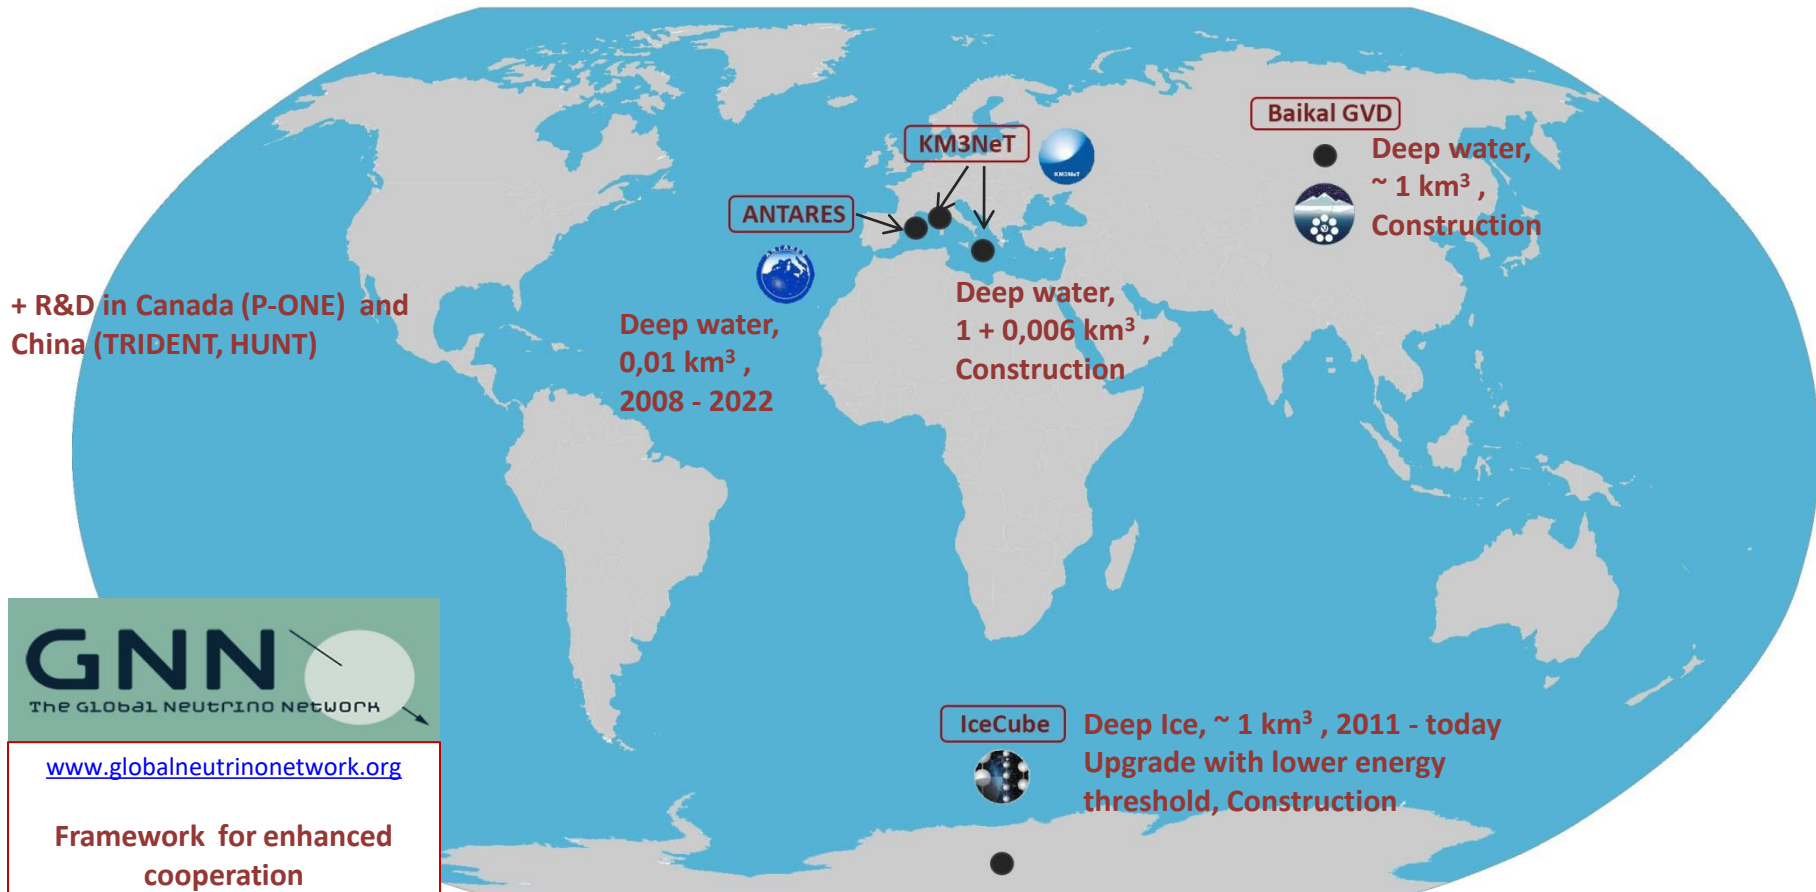 Baikal GVD
Deep water,
~ 1 km³ ,
Construction
KM3NeT
KM3NeT
ANTARES
ANTARES
Deep water,
1 + 0,006 km³ ,
Construction
+ R&D in Canada (P-ONE) and
China (TRIDENT, HUNT)
Deep water,
0,01 km³ ,
2008 - 2022
GNN
The Global Neutrino Network
www.globalneutrinonetwork.org
Framework for enhanced
cooperation
IceCube
Deep Ice, ~ 1 km³ , 2011 - today
Upgrade with lower energy
threshold, Construction